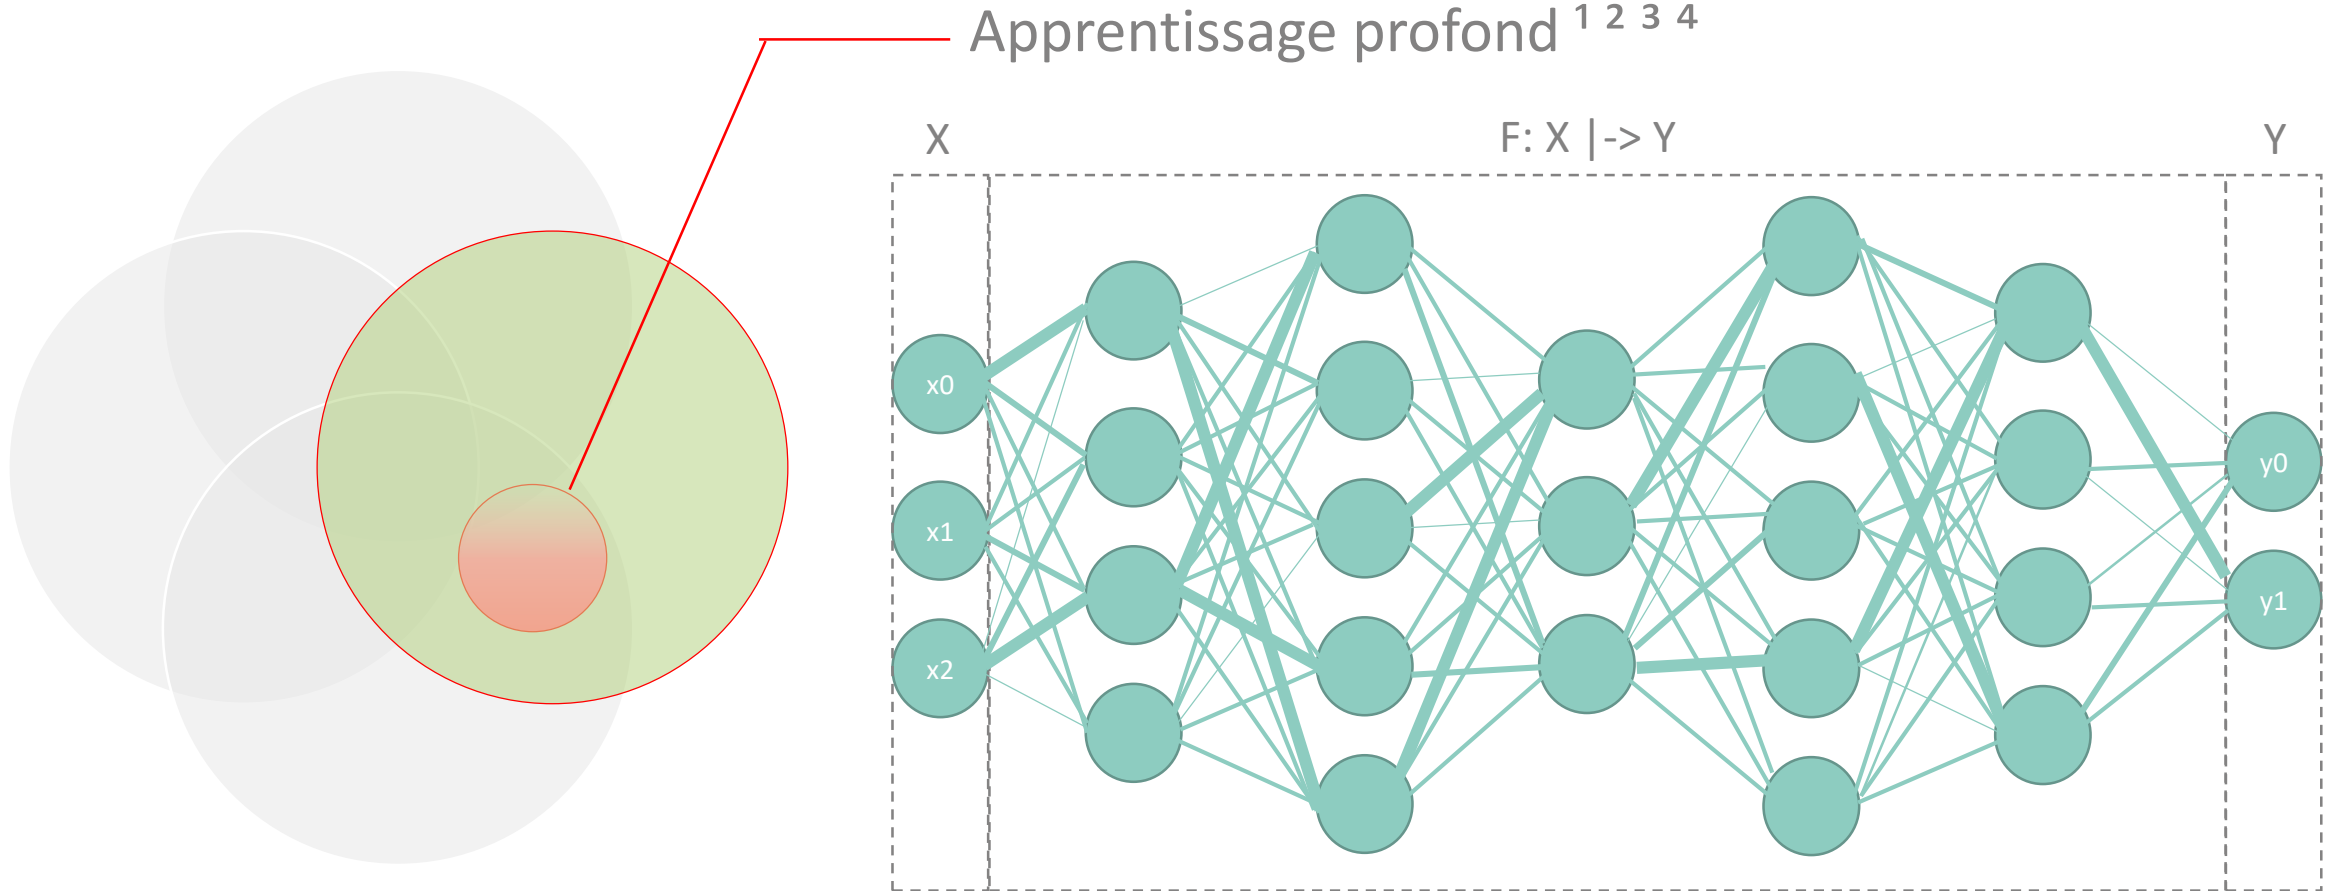 Apprentissage profond ¹ ² ³ ⁴
X
F: X |-> Y
Y
x0
x1
x2
y0
y1